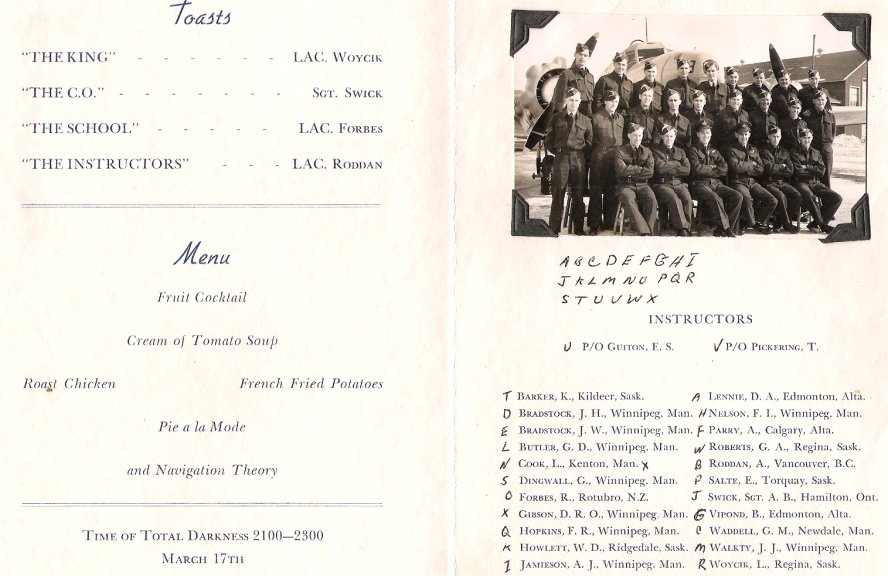 Toasts
"THE KING" - - - - - - LAC. WOYCIK
"THE C.O." - - - - - - - SGT. SWICK
"THE SCHOOL" - - - - - LAC. FORBES
"THE INSTRUCTORS" - - - LAC. RODDAN
Menu
Fruit Cocktail
Cream of Tomato Soup
Roast Chicken French Fried Potatoes
Pie a la Mode
and Navigation Theory
TIME OF TOTAL DARKNESS 2100—2300
MARCH 17TH
A B C D E F G H I
J K L M N O P Q R
S T U V W X
INSTRUCTORS
U P/O GUITON, E. S. V P/O PICKERING, T.
T BARKER, K., Kildeer, Sask. A LENNIE, D. A., Edmonton, Alta.
D BRADSTOCK, J. H., Winnipeg, Man. H NELSON, F. I., Winnipeg, Man.
E BRADSTOCK, J. W., Winnipeg, Man. F PARRY, A., Calgary, Alta.
L BUTLER, G. D., Winnipeg, Man. W ROBERTS, G. A., Regina, Sask.
N COOK, L., Kenton, Man. x B RODDAN, A., Vancouver, B.C.
S DINGWALL, G., Winnipeg, Man. P SALTE, E., Torquay, Sask.
O FORBES, R., Rotubro, N.Z. J SWICK, SGT. A. B., Hamilton, Ont.
X GIBSON, D. R. O., Winnipeg, Man. G VIPOND, B., Edmonton, Alta.
Q HOPKINS, F. R., Winnipeg, Man. C WADDELL, G. M., Newdale, Man.
K HOWLETT, W. D., Ridgedale, Sask. M WALKTY, J. J., Winnipeg, Man.
I JAMIESON, A. J., Winnipeg, Man. R WOYCIK, L., Regina, Sask.